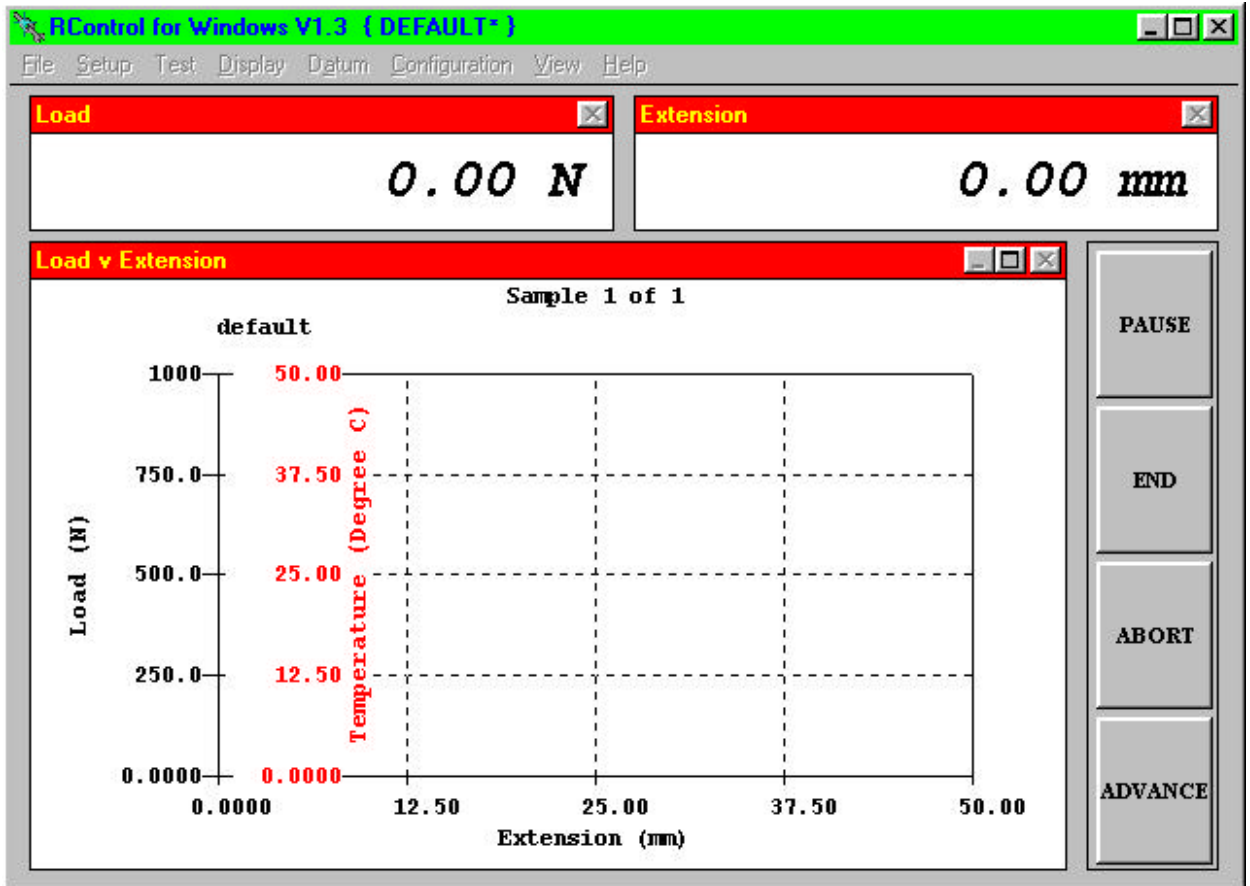 RControl for Windows V1.3 { DEFAULT* }
File Setup Test Display Datum Configuration View Help
Load
0.00 N
Extension
0.00 mm
Load v Extension
Sample 1 of 1
default
1000
750.0
500.0
250.0
0.0000
Load (N)
50.00
37.50
25.00
12.50
0.0000
Temperature (Degree C)
0.0000 12.50 25.00 37.50 50.00
Extension (mm)
PAUSE
END
ABORT
ADVANCE